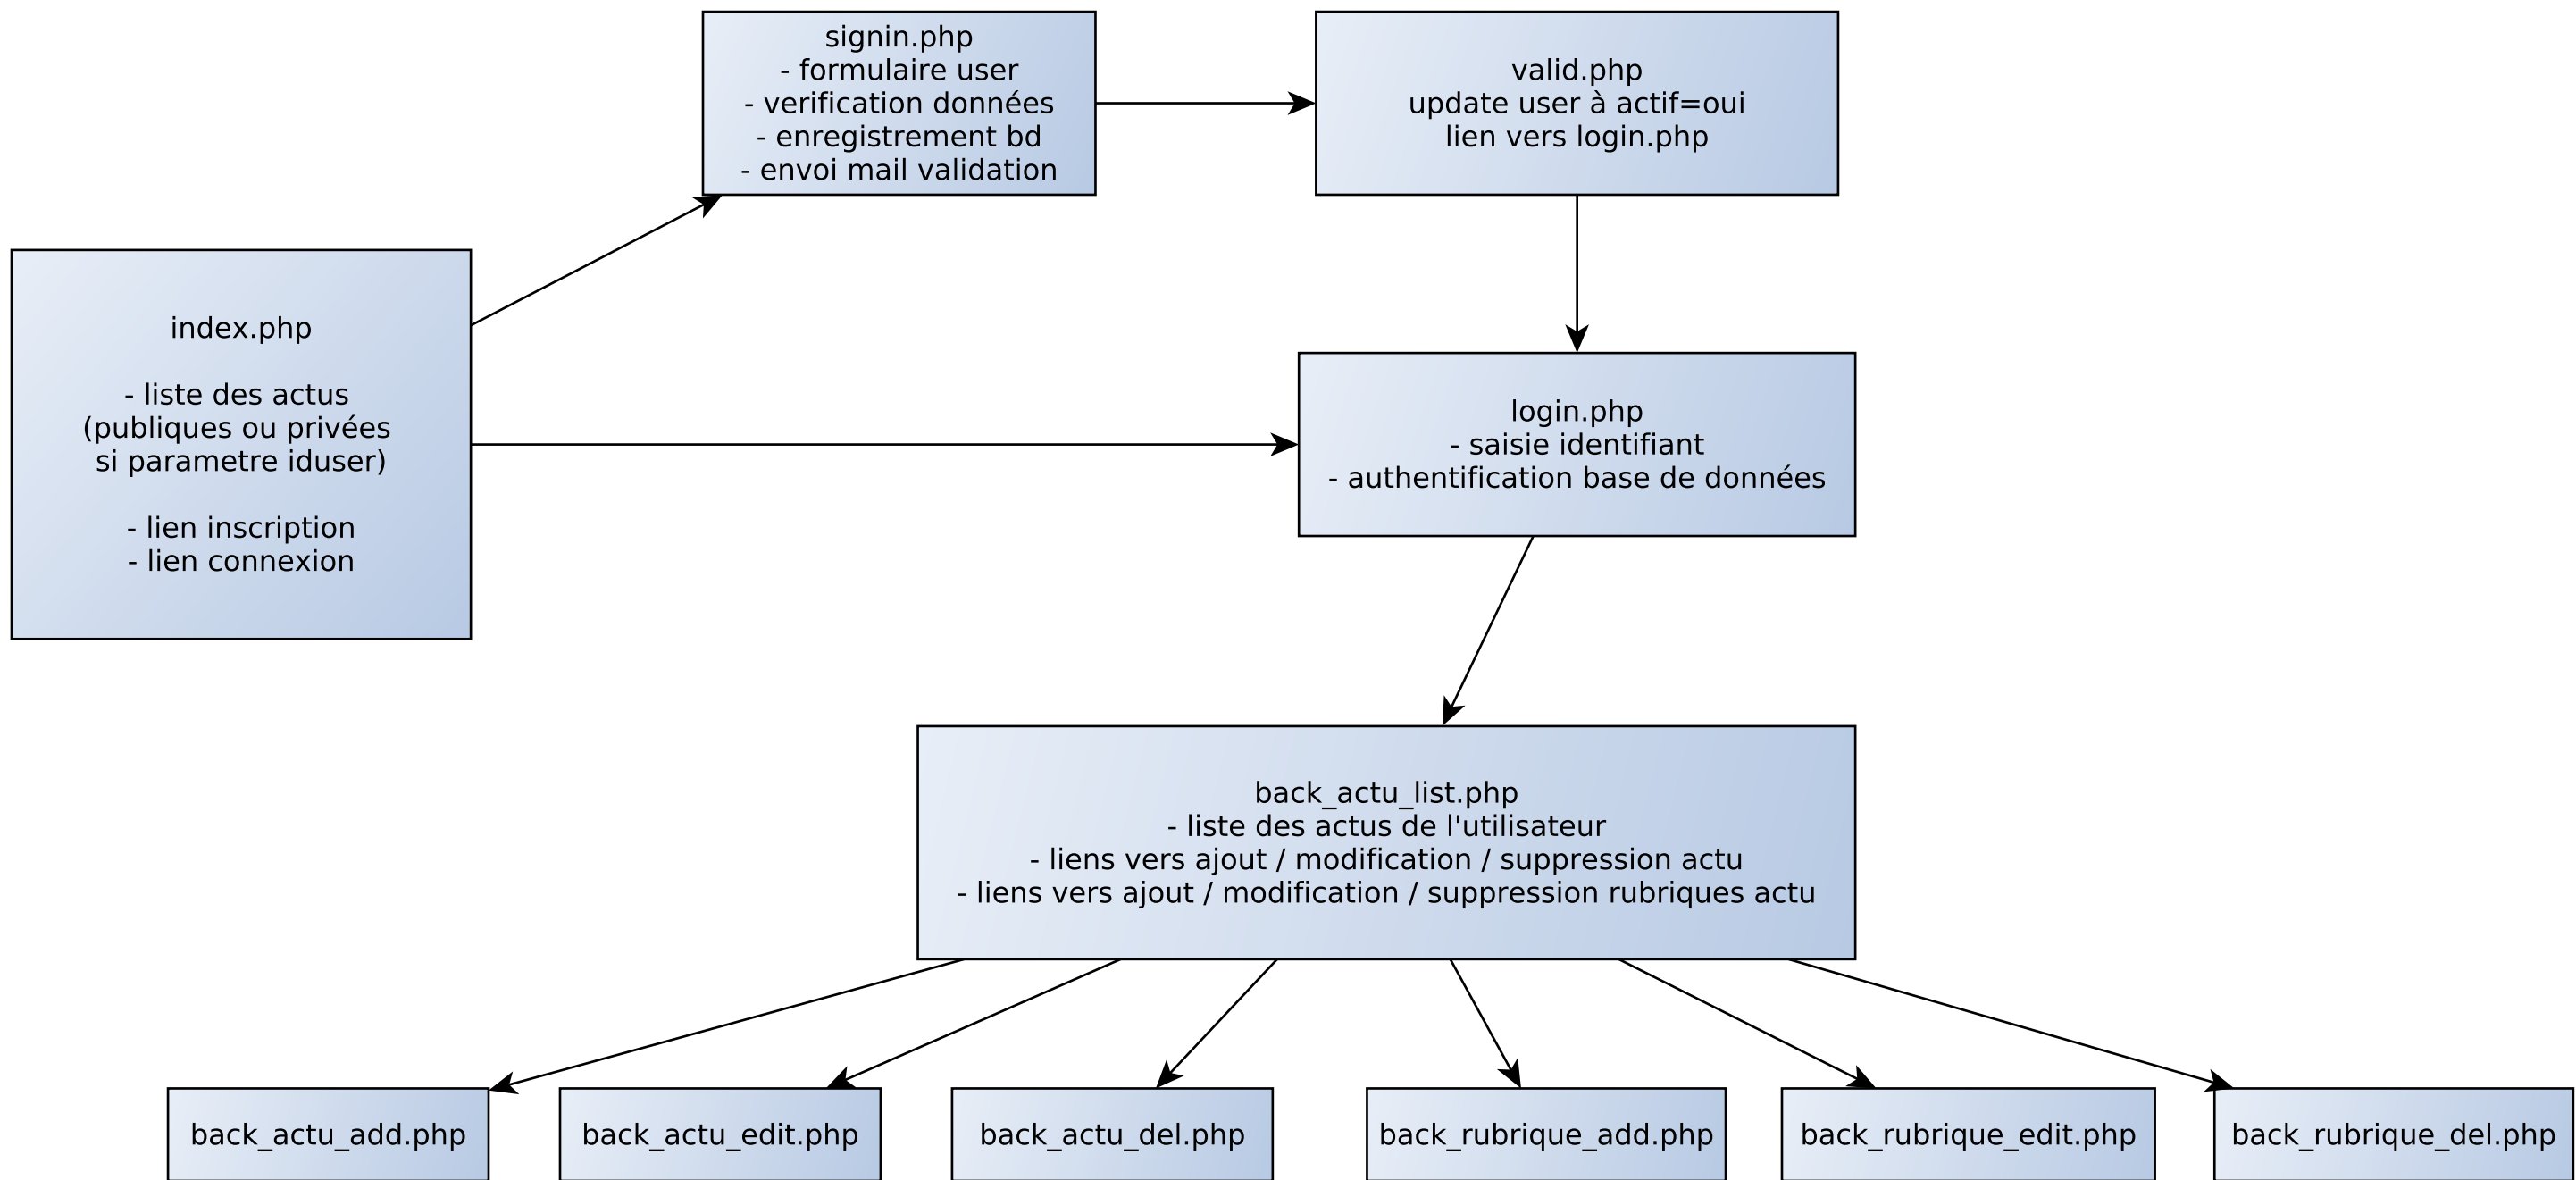 signin.php
- formulaire user
- verification données
- enregistrement bd
- envoi mail validation
valid.php
update user à actif=oui
lien vers login.php
index.php
- liste des actus
(publiques ou privées
si parametre iduser)
- lien inscription
- lien connexion
login.php
- saisie identifiant
- authentification base de données
back_actu_list.php
- liste des actus de l'utilisateur
- liens vers ajout / modification / suppression actu
- liens vers ajout / modification / suppression rubriques actu
back_actu_add.php
back_actu_edit.php
back_actu_del.php
back_rubrique_add.php
back_rubrique_edit.php
back_rubrique_del.php